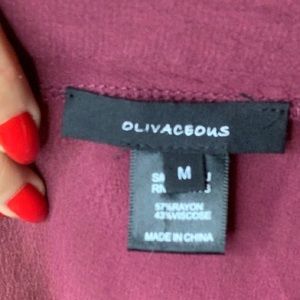 OLIVACEOUS
M
57%RAYON
43%VISCOSE
MADE IN CHINA